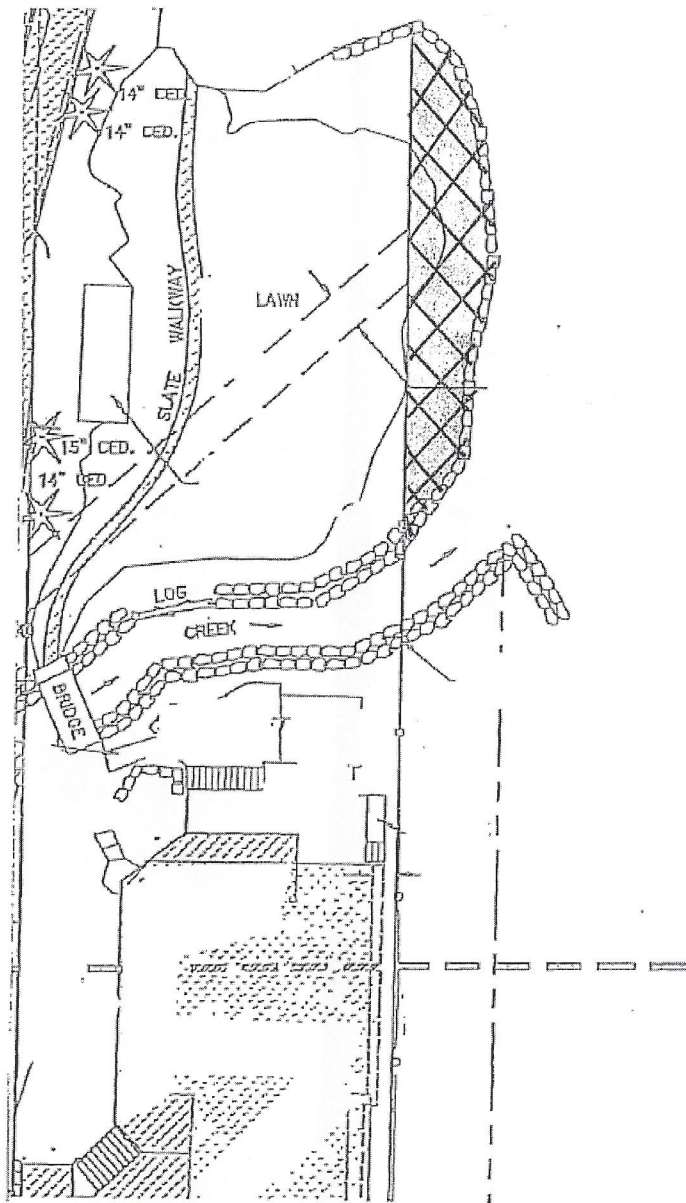 14" CED.
14" CED.
LAWN
SLATE WALKWAY
15" CED.
14" CED
LOG
CREEK
BRIDGE